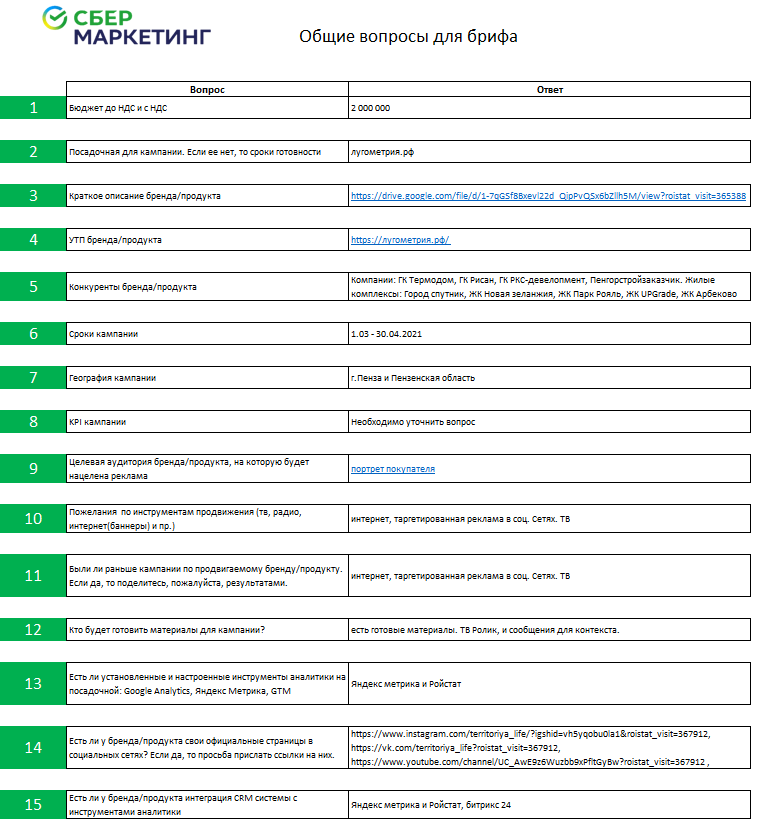 СБЕР
МАРКЕТИНГ
Общие вопросы для брифа
Вопрос Ответ
1 Бюджет до НДС и с НДС 2 000 000
2 Посадочная для кампании. Если ее нет, то сроки готовности лугометрия.рф
3 Краткое описание бренда/продукта https://drive.google.com/file/d/1-7qGSf8Bxevl22d_QipPvQSx6bZllh5M/view?roistat_visit=365388
4 УТП бренда/продукта https://лугометрия.рф/
5 Конкуренты бренда/продукта Компании: ГК Термодом, ГК Рисан, ГК РКС-девелопмент, Пенгорстройзаказчик. Жилые
комплексы: Город спутник, ЖК Новая зеланжия, ЖК Парк Рояль, ЖК UPGrade, ЖК Арбеково
6 Сроки кампании 1.03 - 30.04.2021
7 География кампании г.Пенза и Пензенская область
8 KPI кампании Необходимо уточнить вопрос
9 Целевая аудитория бренда/продукта, на которую будет
нацелена реклама портрет покупателя
10 Пожелания по инструментам продвижения (тв, радио,
интернет(баннеры) и пр.) интернет, таргетированная реклама в соц. Сетях. ТВ
11 Были ли раньше кампании по продвигаемому бренду/продукту.
Если да, то поделитесь, пожалуйста, результатами. интернет, таргетированная реклама в соц. Сетях. ТВ
12 Кто будет готовить материалы для кампании? есть готовые материалы. ТВ Ролик, и сообщения для контекста.
13 Есть ли установленные и настроенные инструменты аналитики на
посадочной: Google Analytics, Яндекс Метрика, GTM Яндекс метрика и Ройстат
14 Есть ли у бренда/продукта свои официальные страницы в
социальных сетях? Если да, то просьба прислать ссылки на них.
https://www.instagram.com/territoriya_life/?igshid=vh5yqobu0la1&roistat_visit=367912,
https://vk.com/territoriya_life?roistat_visit=367912,
https://www.youtube.com/channel/UC_AwE9z6Wuzbb9xPfitGyBw?roistat_visit=367912 ,
15 Есть ли у бренда/продукта интеграция CRM системы с
инструментами аналитики Яндекс метрика и Ройстат, битрикс 24